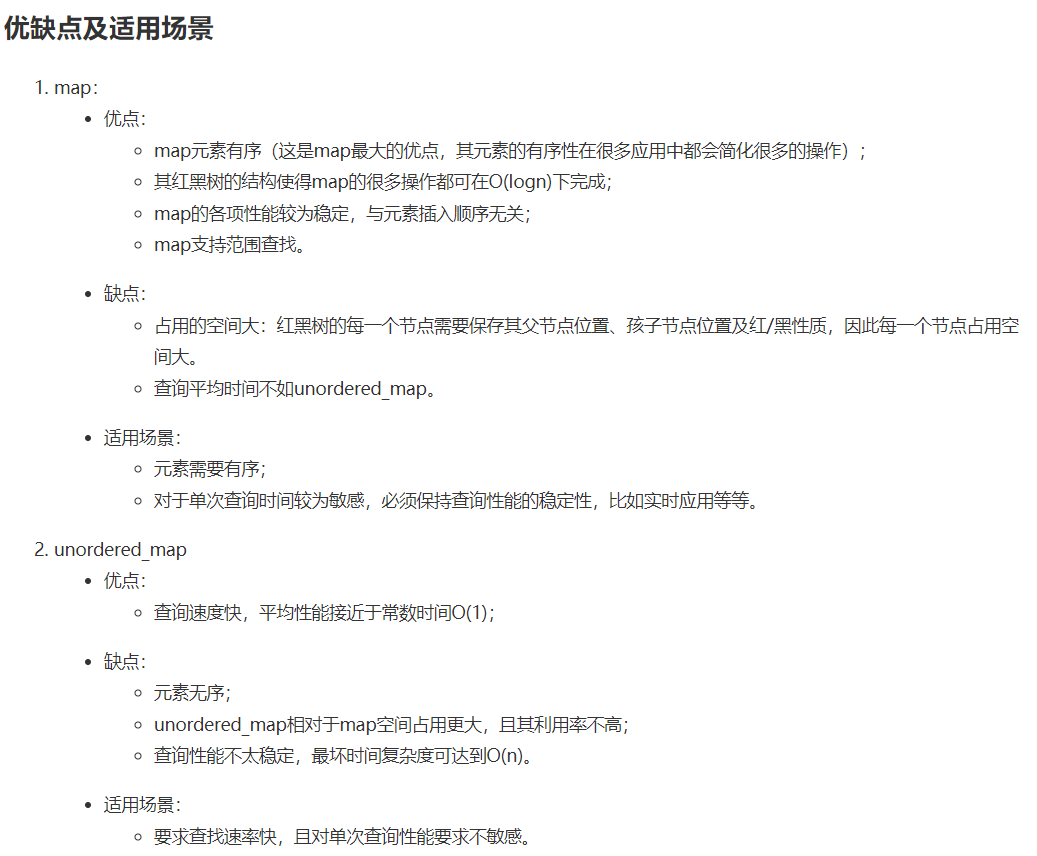 优缺点及适用场景
1. map：
• 优点：
◦ map元素有序（这是map最大的优点，其元素的有序性在很多应用中都会简化很多的操作）；
◦ 其红黑树的结构使得map的很多操作都可在O(logn)下完成；
◦ map的各项性能较为稳定，与元素插入顺序无关；
◦ map支持范围查找。
• 缺点：
◦ 占用的空间大：红黑树的每一个节点需要保存其父节点位置、孩子节点位置及红/黑性质，因此每一个节点占用空
间大。
◦ 查询平均时间不如unordered_map。
• 适用场景：
◦ 元素需要有序；
◦ 对于单次查询时间较为敏感，必须保持查询性能的稳定性，比如实时应用等等。
2. unordered_map
• 优点：
◦ 查询速度快，平均性能接近于常数时间O(1)；
• 缺点：
◦ 元素无序；
◦ unordered_map相对于map空间占用更大，且其利用率不高；
◦ 查询性能不太稳定，最坏时间复杂度可达到O(n)。
• 适用场景：
◦ 要求查找速率快，且对单次查询性能要求不敏感。